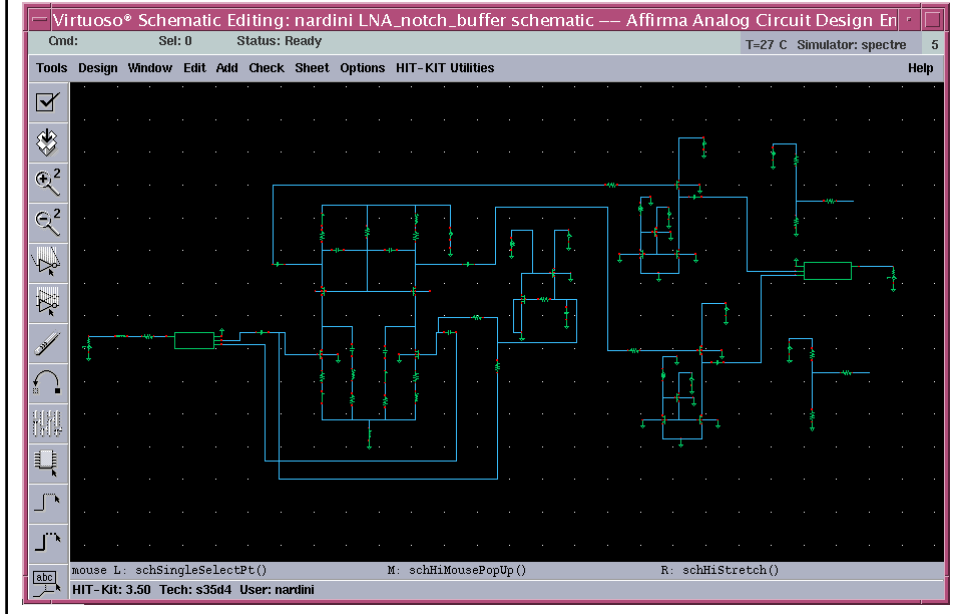 Virtuoso® Schematic Editing: nardini LNA_notch_buffer schematic —— Affirma Analog Circuit Design En
Cmd: Sel: 0 Status: Ready T=27 C Simulator: spectre 5
Tools Design Window Edit Add Check Sheet Options HIT-KIT Utilities Help
2
2
abc
mouse L: schSingleSelectPt() M: schHiMousePopUp() R: schHiStretch()
HIT-Kit: 3.50 Tech: s35d4 User: nardini